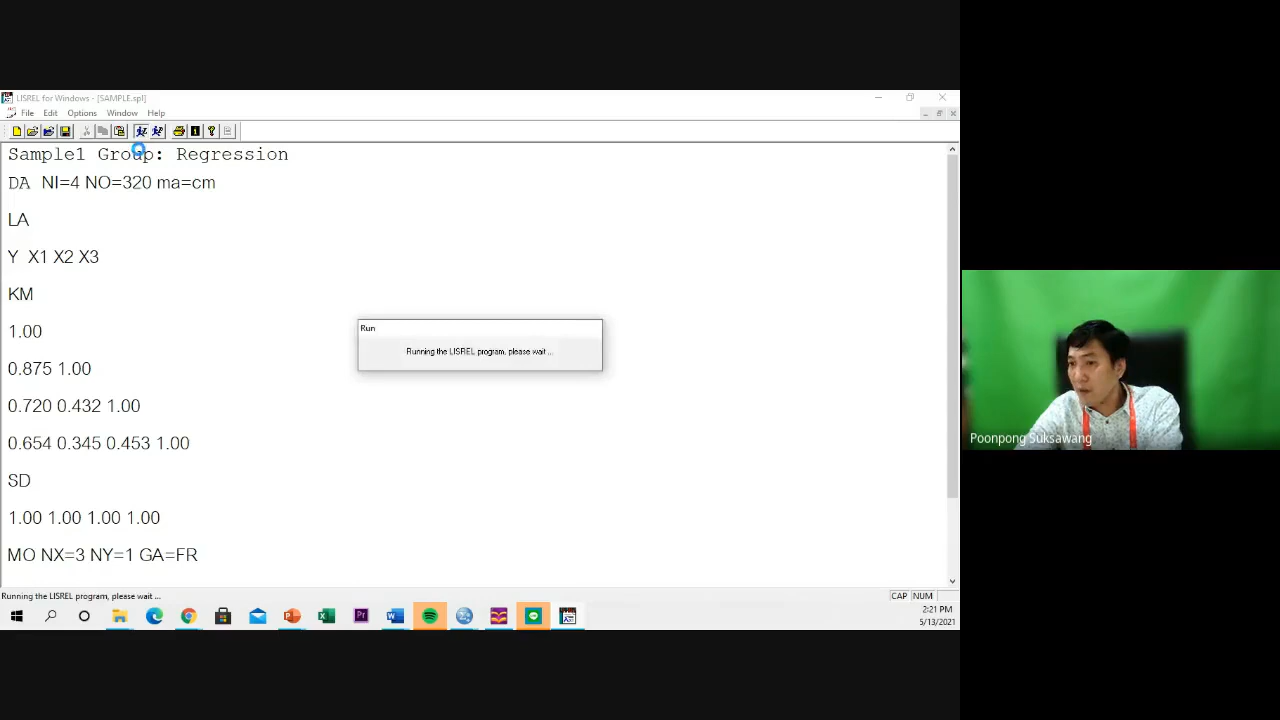 LISREL for Windows - [SAMPLE.spl]
File Edit Options Window Help
Sample1 Group: Regression
DA NI=4 NO=320 ma=cm
LA
Y X1 X2 X3
KM
1.00
0.875 1.00
0.720 0.432 1.00
0.654 0.345 0.453 1.00
SD
1.00 1.00 1.00 1.00
MO NX=3 NY=1 GA=FR
Run
Running the LISREL program, please wait ...
Poonpong Suksawang
Running the LISREL program, please wait ...
CAP NUM
2:21 PM
5/13/2021